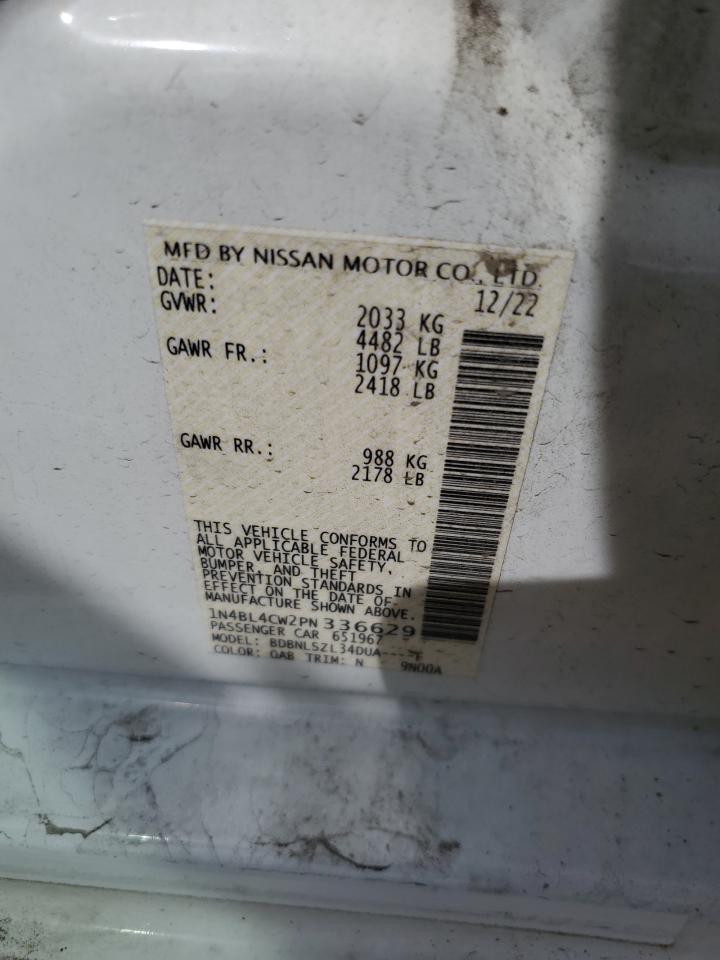 MFD BY NISSAN MOTOR CO., LTD.
DATE: 12/22
GVWR: 2033 KG
4482 LB
GAWR FR.: 1097 KG
2418 LB
GAWR RR.: 988 KG
2178 LB
THIS VEHICLE CONFORMS TO
ALL APPLICABLE FEDERAL
MOTOR VEHICLE SAFETY,
BUMPER, AND THEFT
PREVENTION STANDARDS IN
EFFECT ON THE DATE OF
MANUFACTURE SHOWN ABOVE.
1N4BL4CW2PN336629
PASSENGER CAR 651967
MODEL: BDBNLSZL34DUA----F
COLOR: QAB TRIM: N 9N00A